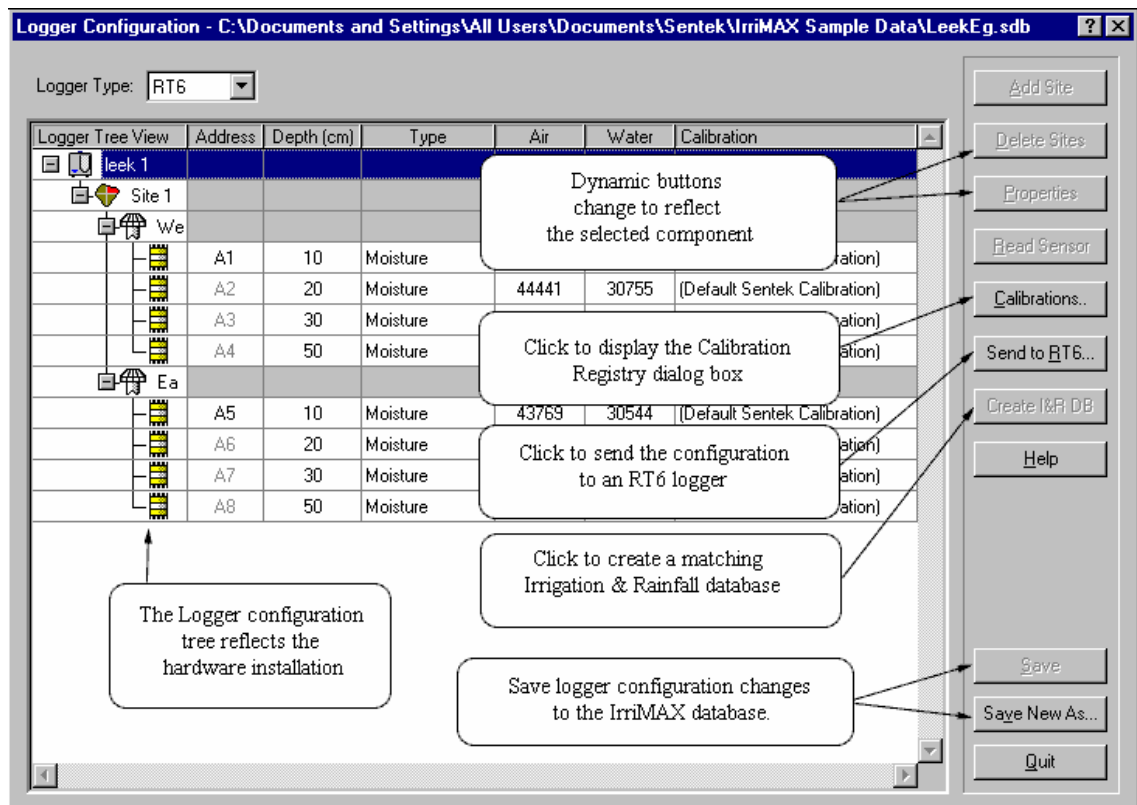 Logger Configuration - C:\Documents and Settings\All Users\Documents\Sentek\IrriMAX Sample Data\LeekEg.sdb
Logger Type: RT6
Logger Tree View Address Depth (cm) Type Air Water Calibration
leek 1
Site 1
We
A1 10 Moisture ration)
A2 20 Moisture 44441 30755 (Default Sentek Calibration)
A3 30 Moisture ation)
A4 50 Moisture ation)
Ea
A5 10 Moisture 43769 30544 (Default Sentek Calibration)
A6 20 Moisture ation)
A7 30 Moisture ation)
A8 50 Moisture ation)
Dynamic buttons
change to reflect
the selected component
Click to display the Calibration
Registry dialog box
Click to send the configuration
to an RT6 logger
Click to create a matching
Irrigation & Rainfall database
The Logger configuration
tree reflects the
hardware installation
Save logger configuration changes
to the IrriMAX database.
Add Site
Delete Sites
Properties
Read Sensor
Calibrations..
Send to RT6...
Create I&R DB
Help
Save
Save New As...
Quit